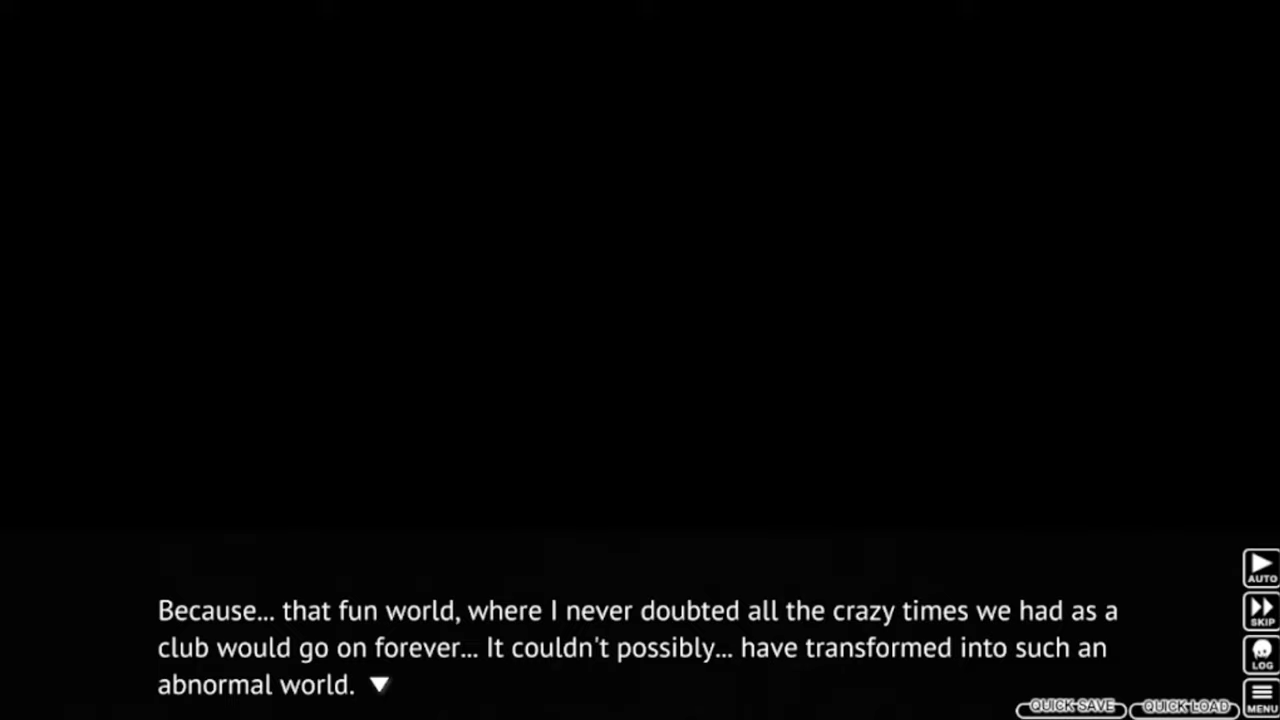 Because... that fun world, where I never doubted all the crazy times we had as a
club would go on forever... It couldn't possibly... have transformed into such an
abnormal world.
AUTO
SKIP
LOG
MENU
QUICK SAVE QUICK LOAD